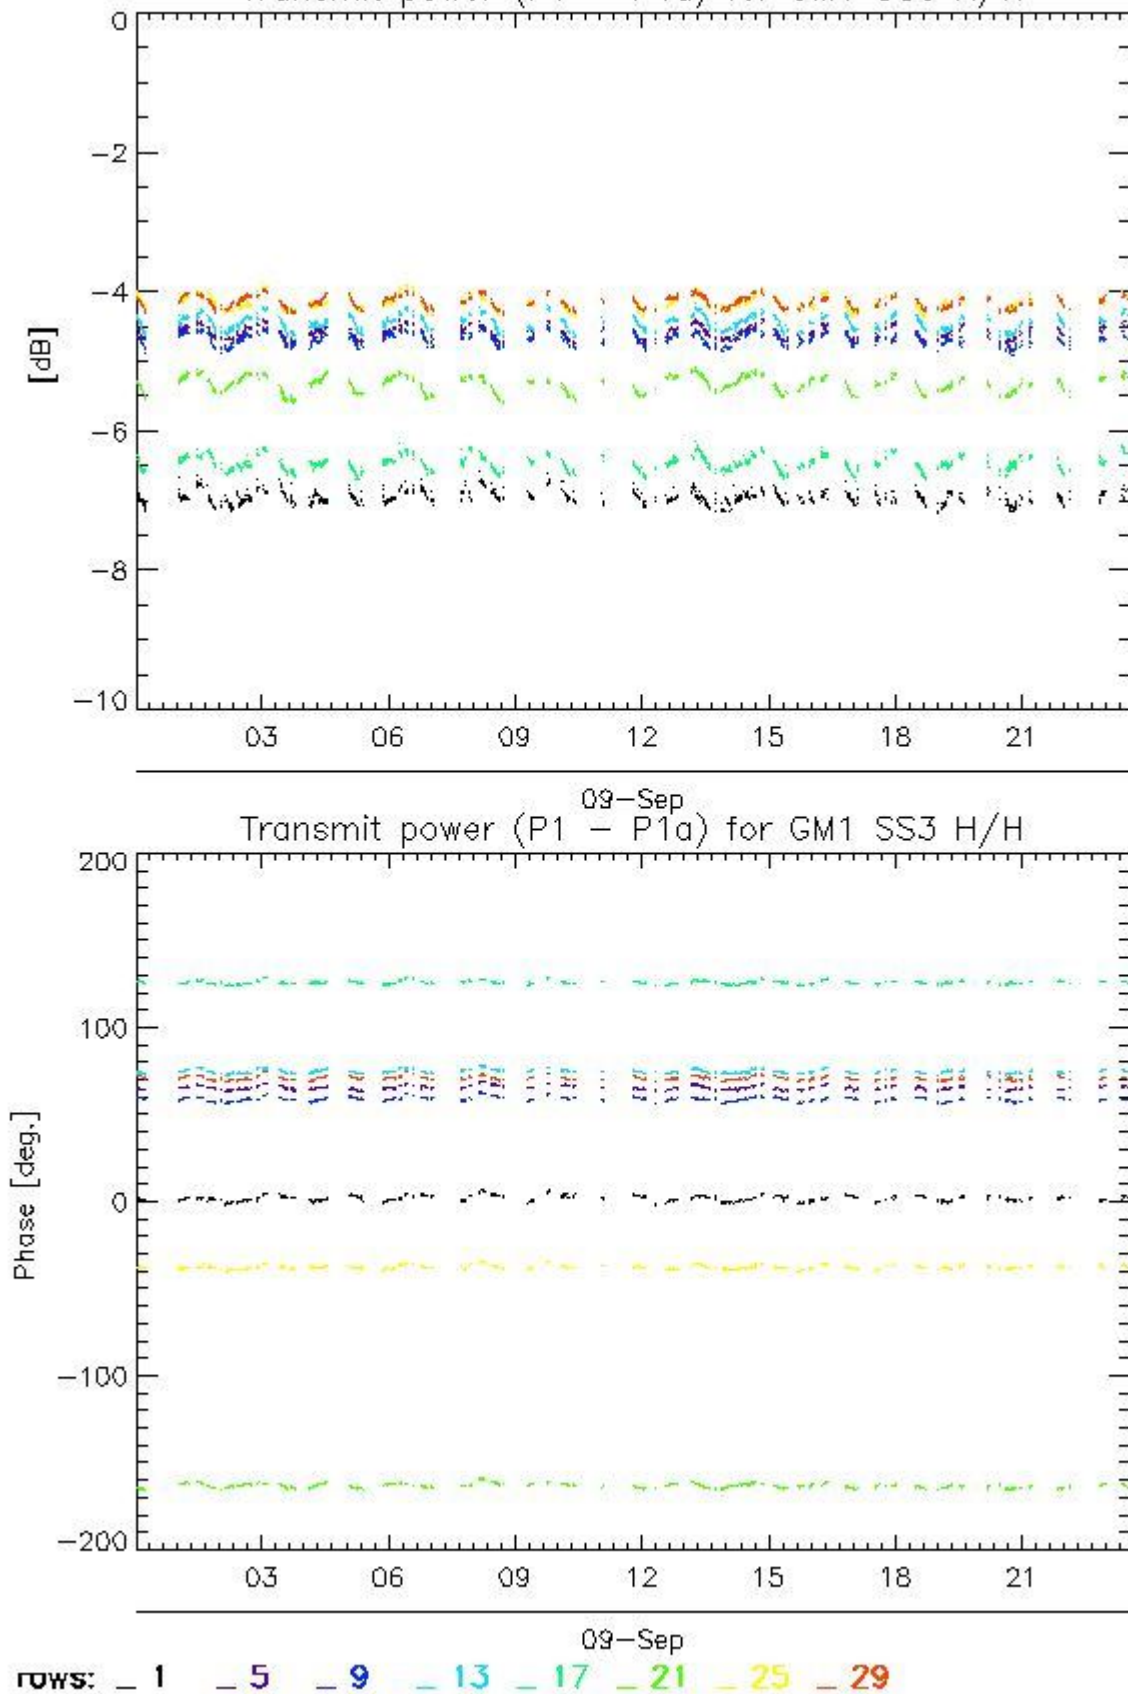 0
−2
−4
−6
−8
−10
[dB]
03 06 09 12 15 18 21
09−Sep
Transmit power (P1 − P1a) for GM1 SS3 H/H
200
100
0
−100
−200
Phase [deg.]
03 06 09 12 15 18 21
09−Sep
rows: _ 1 _ 5 _ 9 _ 13 _ 17 _ 21 _ 25 _ 29